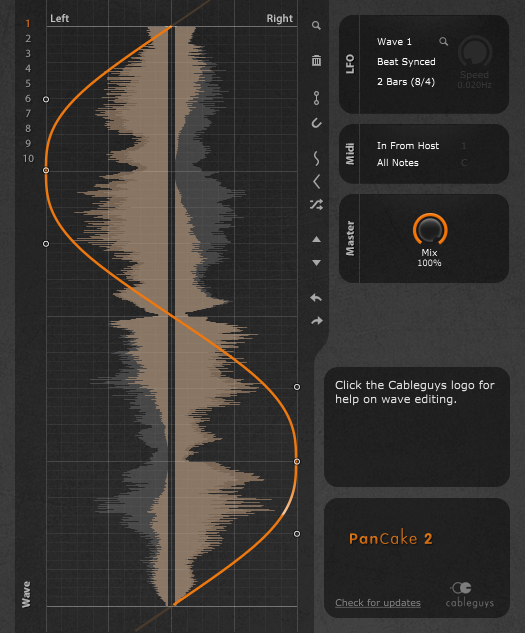 Left
Right
1
2
3
4
5
6
7
8
9
10
Wave
LFO
Wave 1
Beat Synced
2 Bars (8/4)
Speed
0.020Hz
Midi
In From Host
1
All Notes
C
Master
Mix
100%
Click the Cableguys logo for
help on wave editing.
PanCake 2
Check for updates
cableguys